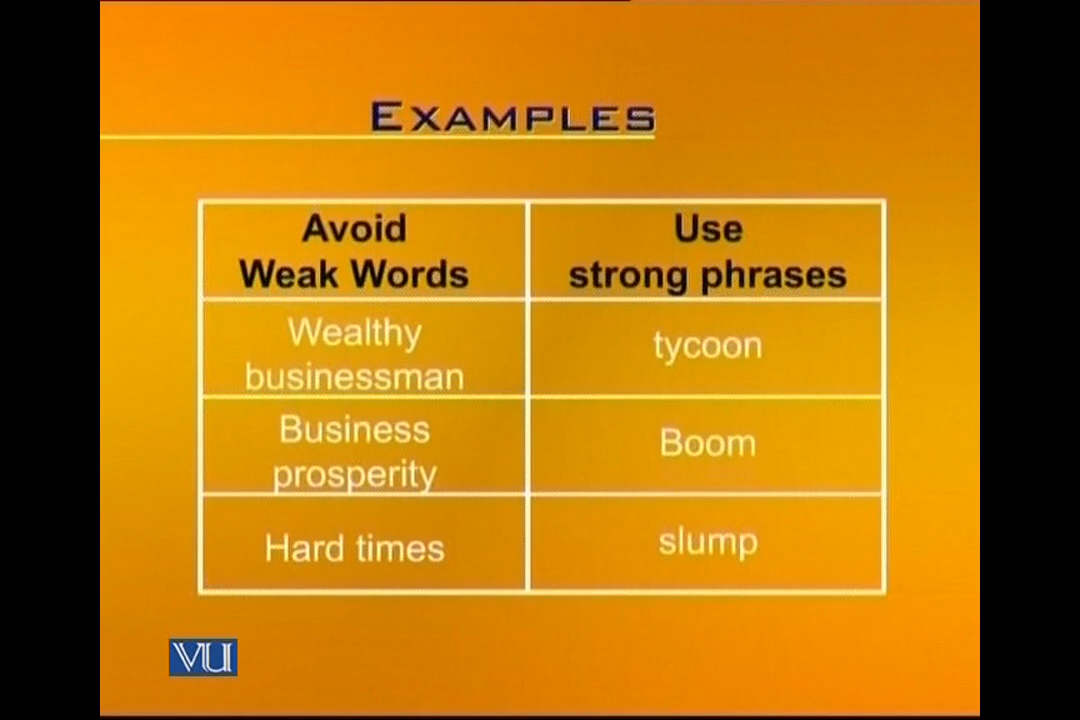 EXAMPLES
Avoid
Weak Words
Use
strong phrases
Wealthy
businessman
tycoon
Business
prosperity
Boom
Hard times
slump
VU